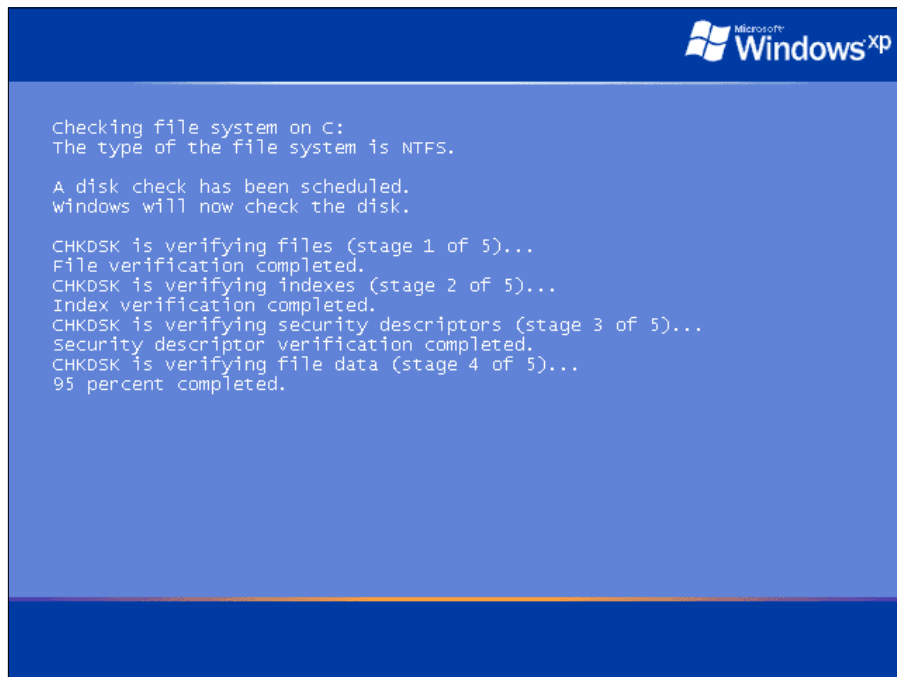 Microsoft
Windows xp
Checking file system on C:
The type of the file system is NTFS.
A disk check has been scheduled.
Windows will now check the disk.
CHKDSK is verifying files (stage 1 of 5)...
File verification completed.
CHKDSK is verifying indexes (stage 2 of 5)...
Index verification completed.
CHKDSK is verifying security descriptors (stage 3 of 5)...
Security descriptor verification completed.
CHKDSK is verifying file data (stage 4 of 5)...
95 percent completed.